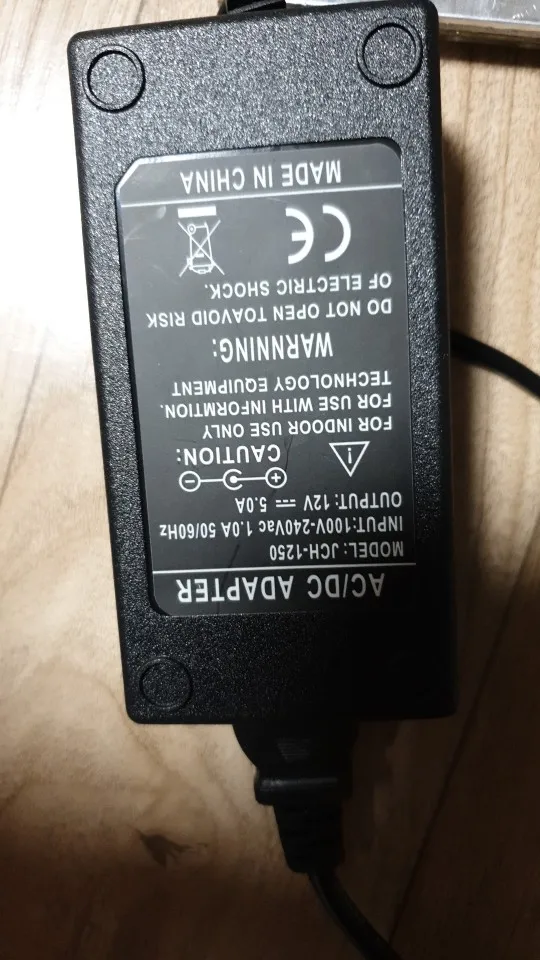 AC/DC ADAPTER
MODEL: JCH-1250
INPUT:100V-240Vac 1.0A 50/60Hz
OUTPUT: 12V ⎓ 5.0A
CAUTION:
FOR INDOOR USE ONLY
FOR USE WITH INFORMTION.
TECHNOLOGY EQUIPMENT
WARNNING:
DO NOT OPEN TOAVOID RISK
OF ELECTRIC SHOCK.
CE
MADE IN CHINA